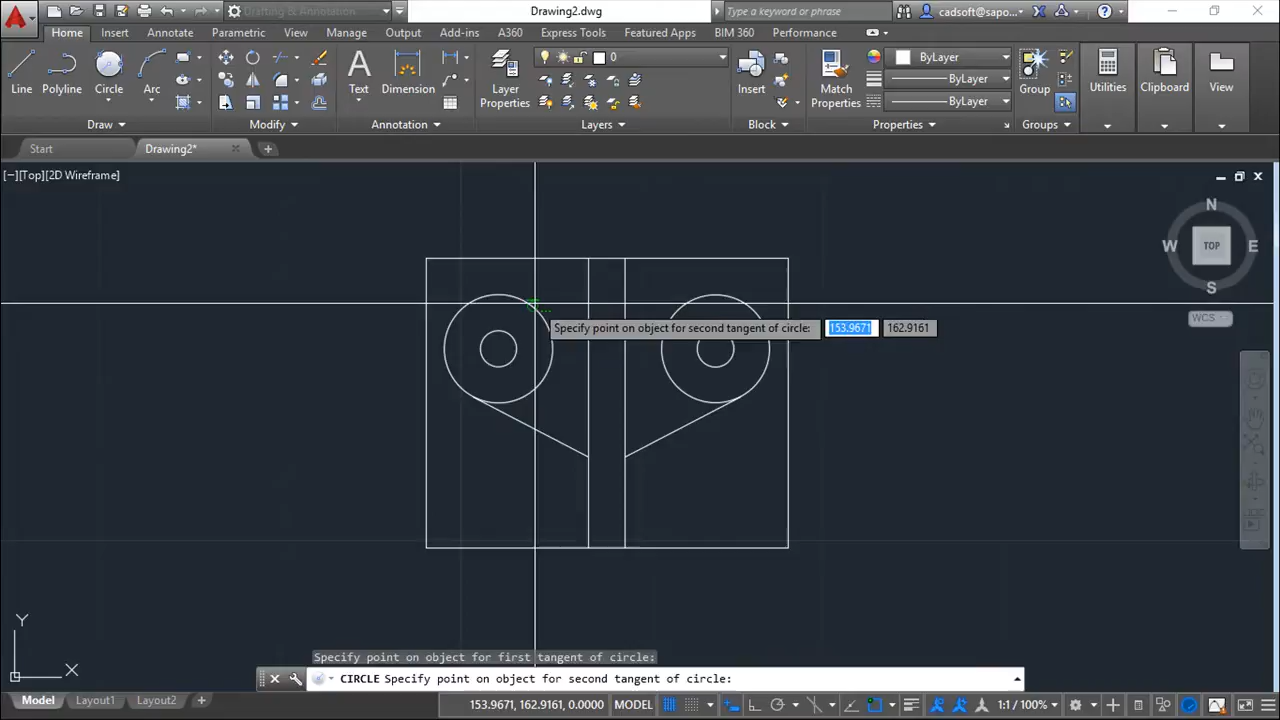 Drafting & Annotation
Drawing2.dwg
Type a keyword or phrase
cadsoft@sapo...
Home Insert Annotate Parametric View Manage Output Add-ins A360 Express Tools Featured Apps BIM 360 Performance
0
ByLayer
ByLayer
ByLayer
Line Polyline Circle Arc Text Dimension Layer Properties Insert Match Properties Group Utilities Clipboard View
Draw Modify Annotation Layers Block Properties Groups
Start Drawing2*
[−][Top][2D Wireframe]
N
W TOP E
S
WCS
Specify point on object for second tangent of circle: 153.9671 162.9161
Y
X
Specify point on object for first tangent of circle:
CIRCLE Specify point on object for second tangent of circle:
Model Layout1 Layout2 153.9671, 162.9161, 0.0000 MODEL 1:1 / 100%